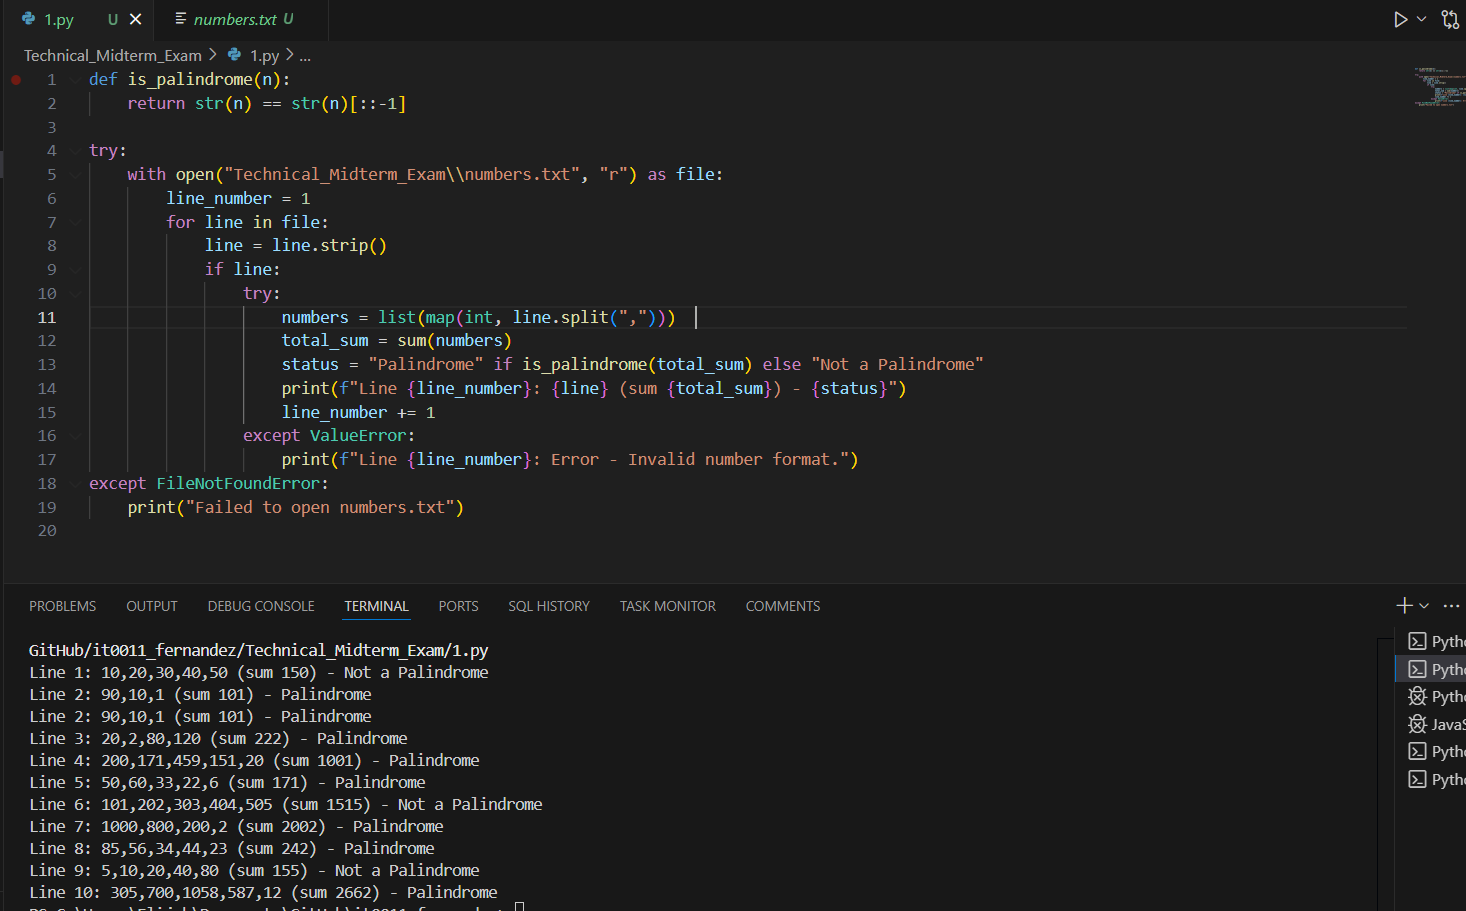 1.py U
numbers.txt U
Technical_Midterm_Exam > 1.py > ...
1 def is_palindrome(n):
2 return str(n) == str(n)[::-1]
3
4 try:
5 with open("Technical_Midterm_Exam\\numbers.txt", "r") as file:
6 line_number = 1
7 for line in file:
8 line = line.strip()
9 if line:
10 try:
11 numbers = list(map(int, line.split(",")))
12 total_sum = sum(numbers)
13 status = "Palindrome" if is_palindrome(total_sum) else "Not a Palindrome"
14 print(f"Line {line_number}: {line} (sum {total_sum}) - {status}")
15 line_number += 1
16 except ValueError:
17 print(f"Line {line_number}: Error - Invalid number format.")
18 except FileNotFoundError:
19 print("Failed to open numbers.txt")
20
PROBLEMS OUTPUT DEBUG CONSOLE TERMINAL PORTS SQL HISTORY TASK MONITOR COMMENTS
GitHub/it0011_fernandez/Technical_Midterm_Exam/1.py
Line 1: 10,20,30,40,50 (sum 150) - Not a Palindrome
Line 2: 90,10,1 (sum 101) - Palindrome
Line 2: 90,10,1 (sum 101) - Palindrome
Line 3: 20,2,80,120 (sum 222) - Palindrome
Line 4: 200,171,459,151,20 (sum 1001) - Palindrome
Line 5: 50,60,33,22,6 (sum 171) - Palindrome
Line 6: 101,202,303,404,505 (sum 1515) - Not a Palindrome
Line 7: 1000,800,200,2 (sum 2002) - Palindrome
Line 8: 85,56,34,44,23 (sum 242) - Palindrome
Line 9: 5,10,20,40,80 (sum 155) - Not a Palindrome
Line 10: 305,700,1058,587,12 (sum 2662) - Palindrome
Pytho
Pytho
Pytho
JavaS
Pytho
Pytho